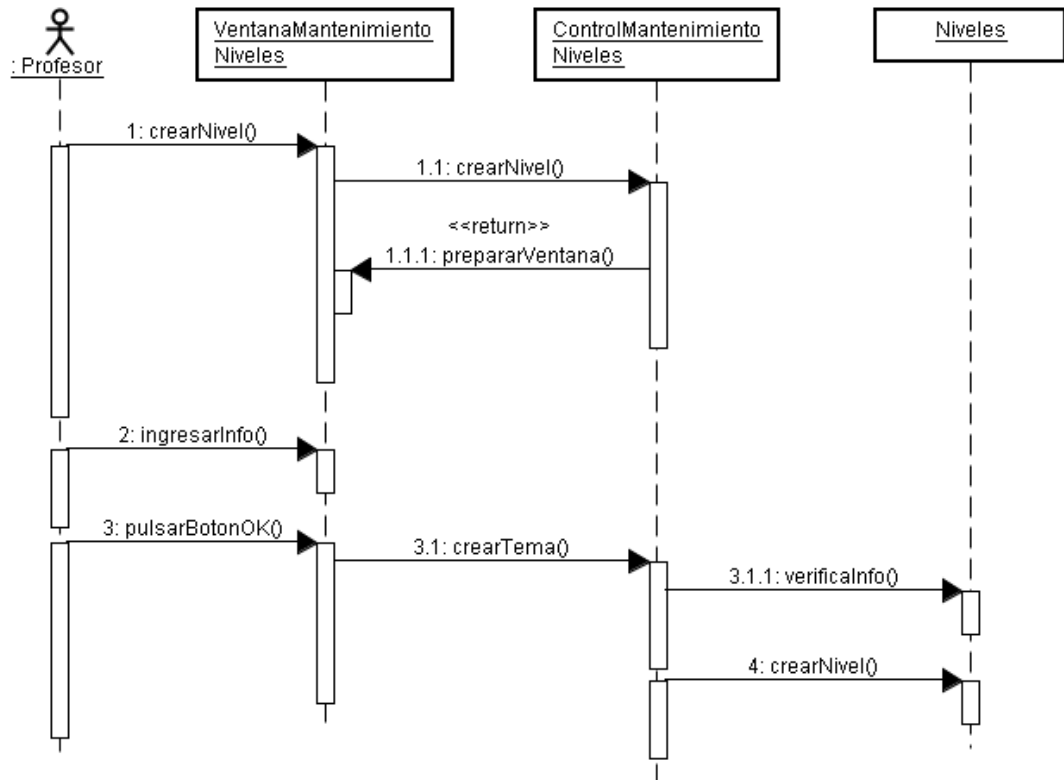 : Profesor
VentanaMantenimiento
Niveles
ControlMantenimiento
Niveles
Niveles
1: crearNivel()
1.1: crearNivel()
<<return>>
1.1.1: prepararVentana()
2: ingresarInfo()
3: pulsarBotonOK()
3.1: crearTema()
3.1.1: verificaInfo()
4: crearNivel()